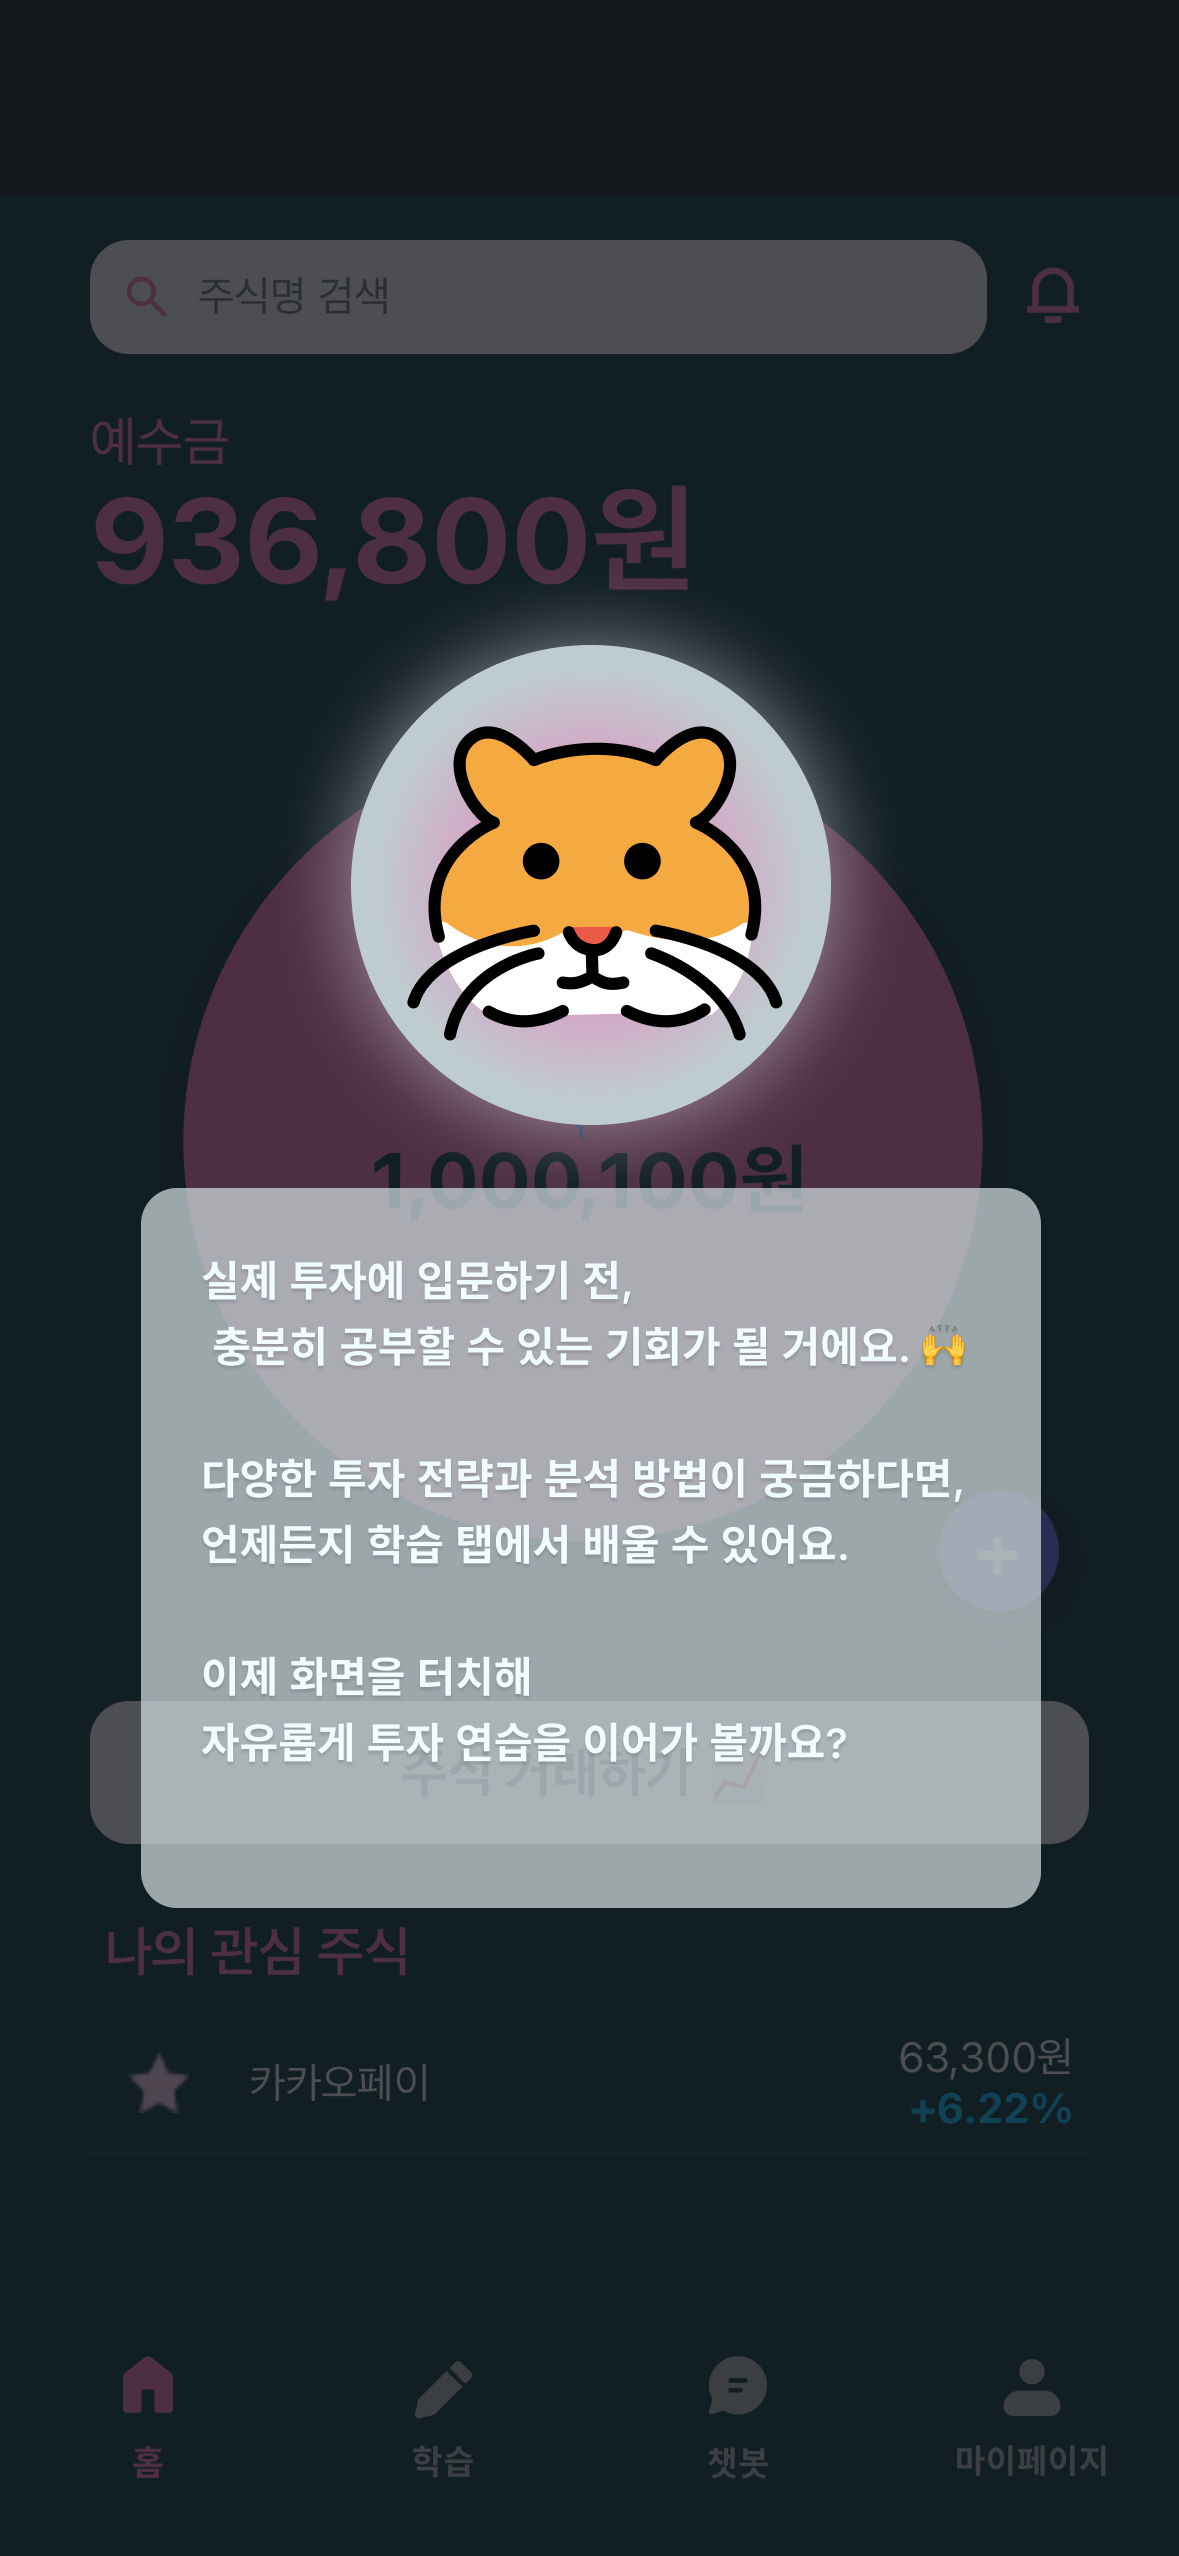 주식명 검색
예수금
936,800원
1,000,100원
실제 투자에 입문하기 전,
충분히 공부할 수 있는 기회가 될 거에요. 🙌
다양한 투자 전략과 분석 방법이 궁금하다면,
언제든지 학습 탭에서 배울 수 있어요.
+
이제 화면을 터치해
자유롭게 투자 연습을 이어가 볼까요?
주식 거래하기 📈
나의 관심 주식
카카오페이
63,300원
+6.22%
홈
학습
챗봇
마이페이지